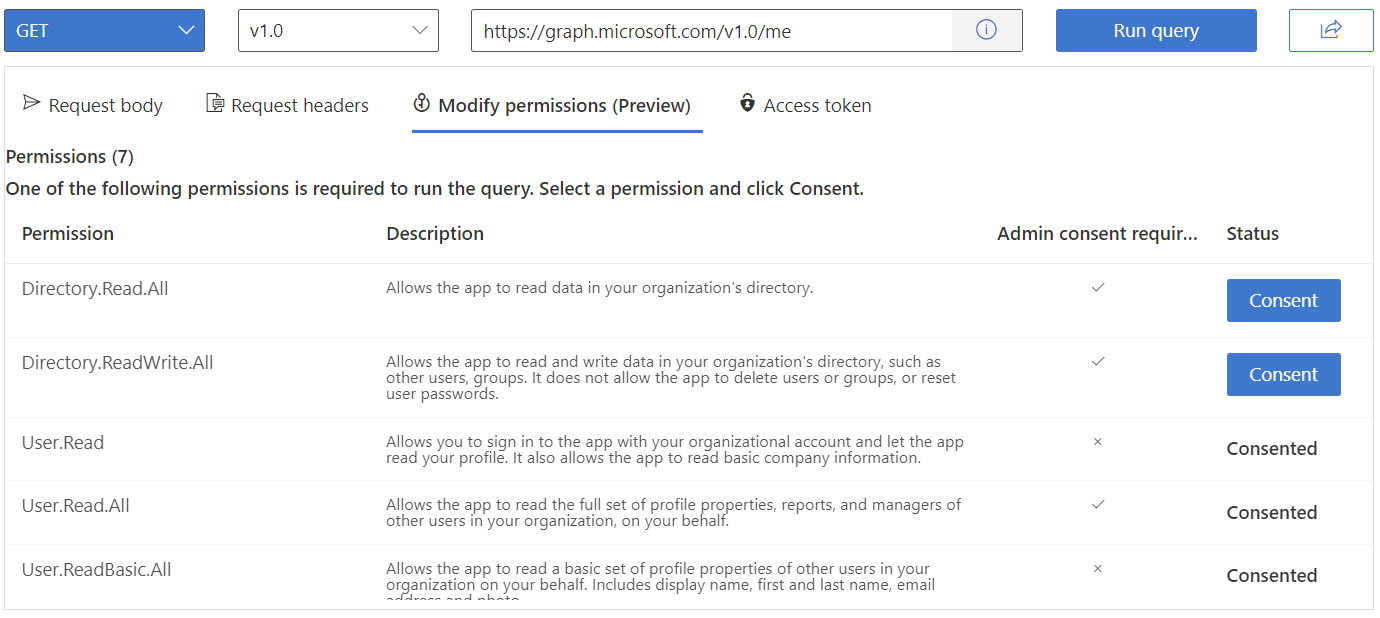 GET v1.0 https://graph.microsoft.com/v1.0/me Run query
Request body Request headers Modify permissions (Preview) Access token
Permissions (7)
One of the following permissions is required to run the query. Select a permission and click Consent.
Permission Description Admin consent requir... Status
Directory.Read.All Allows the app to read data in your organization's directory. Consent
Directory.ReadWrite.All Allows the app to read and write data in your organization's directory, such as
other users, groups. It does not allow the app to delete users or groups, or reset
user passwords.
Consent
User.Read Allows you to sign in to the app with your organizational account and let the app
read your profile. It also allows the app to read basic company information.
Consented
User.Read.All Allows the app to read the full set of profile properties, reports, and managers of
other users in your organization, on your behalf.
Consented
User.ReadBasic.All Allows the app to read a basic set of profile properties of other users in your
organization on your behalf. Includes display name, first and last name, email
address and photo
Consented